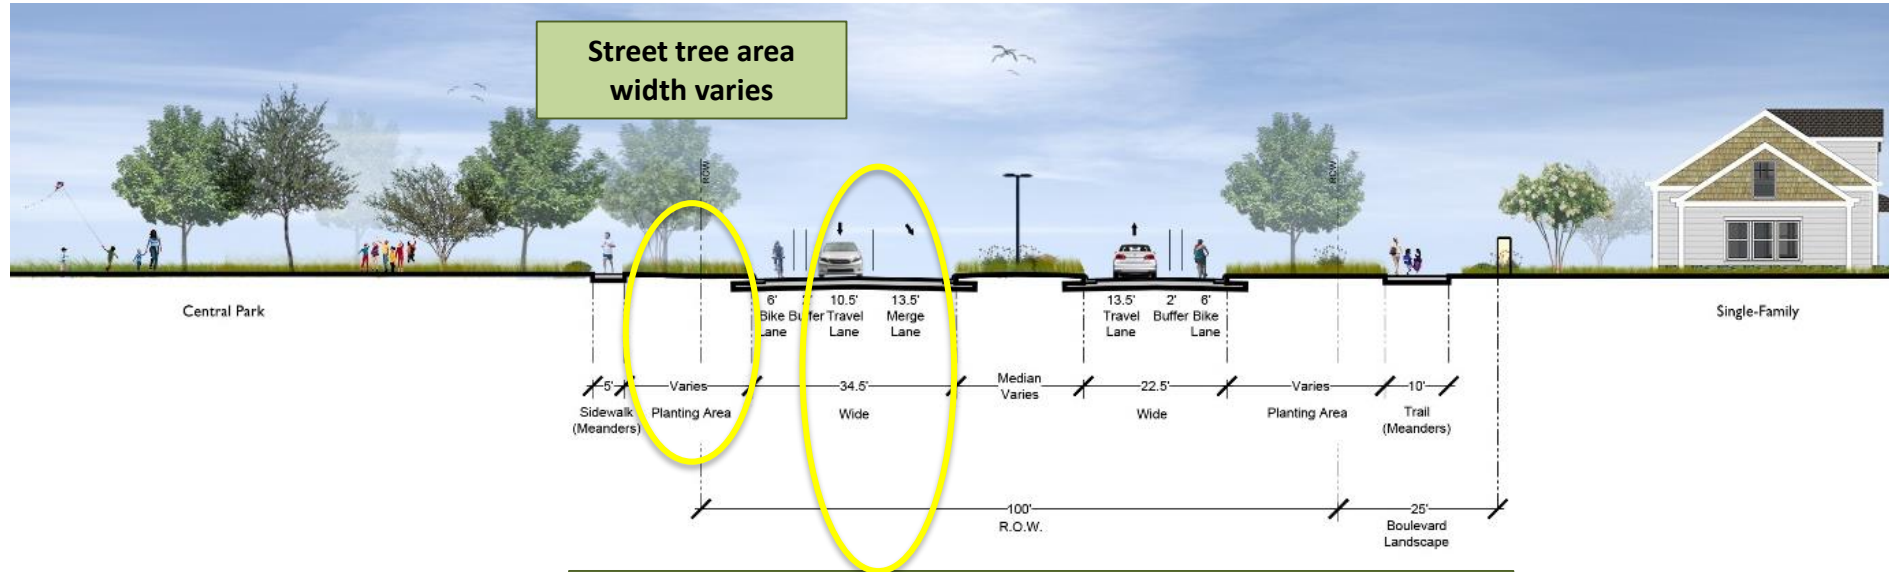 Street tree area
width varies
ROW
ROW
Central Park
Single-Family
6'
Bike
Lane
Buffer
10.5'
Travel
Lane
13.5'
Merge
Lane
13.5'
Travel
Lane
2'
Buffer
6'
Bike
Lane
5'
Sidewalk
(Meanders)
Varies
Planting Area
34.5'
Wide
Median
Varies
22.5'
Wide
Varies
Planting Area
10'
Trail
(Meanders)
100'
R.O.W.
25'
Boulevard
Landscape